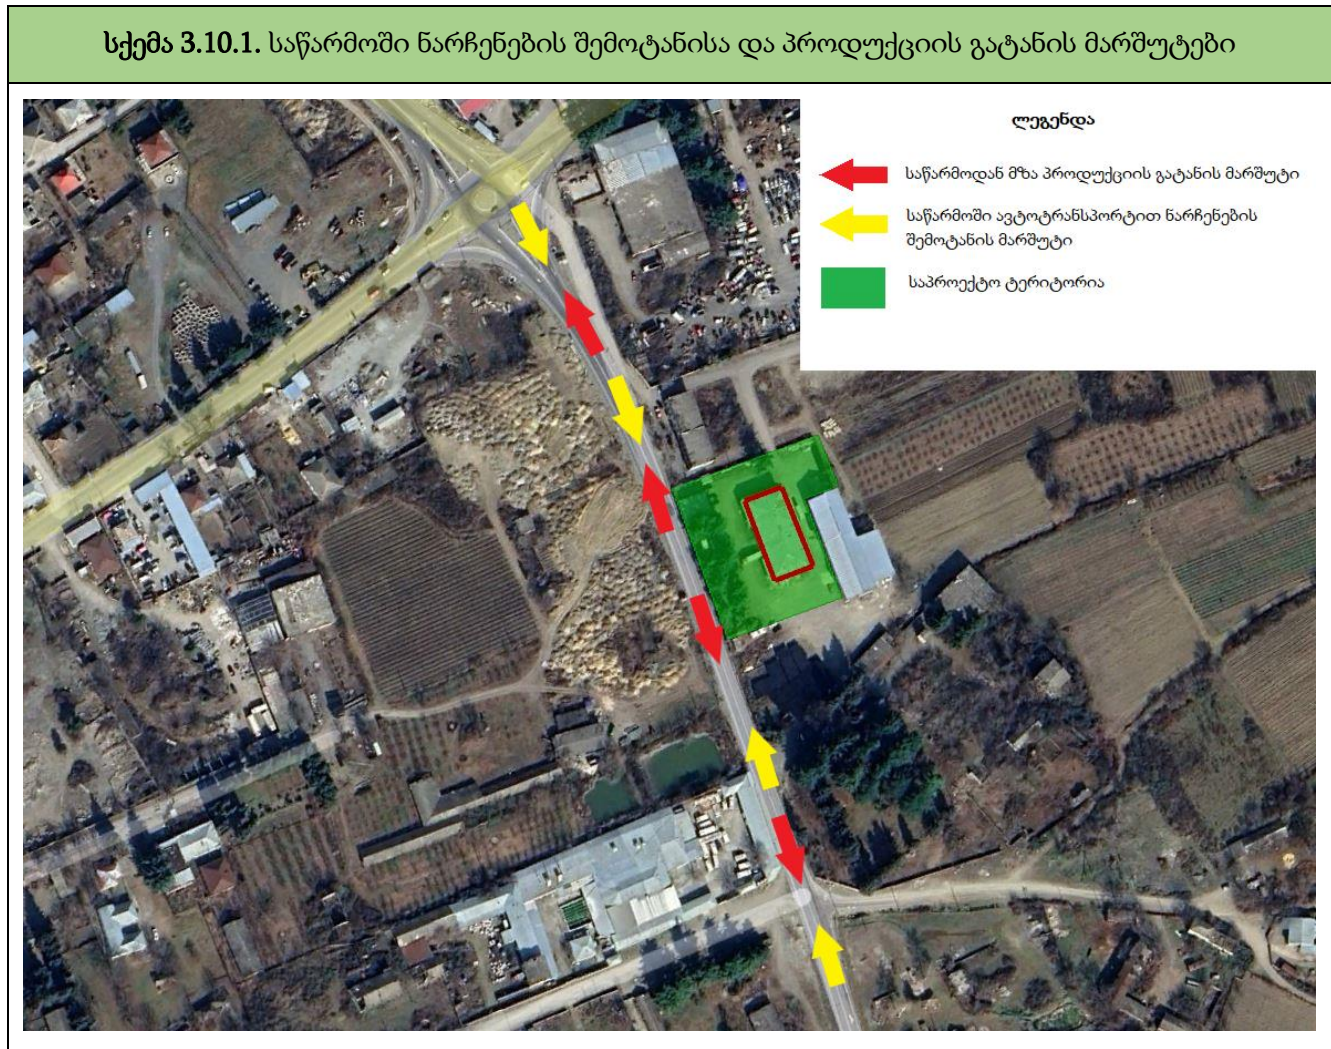 სქემა 3.10.1. საწარმოში ნარჩენების შემოტანისა და პროდუქციის გატანის მარშუტები
ლეგენდა
საწარმოდან მზა პროდუქციის გატანის მარშუტი
საწარმოში ავტოტრანსპორტით ნარჩენების
შემოტანის მარშუტი
საპროექტო ტერიტორია